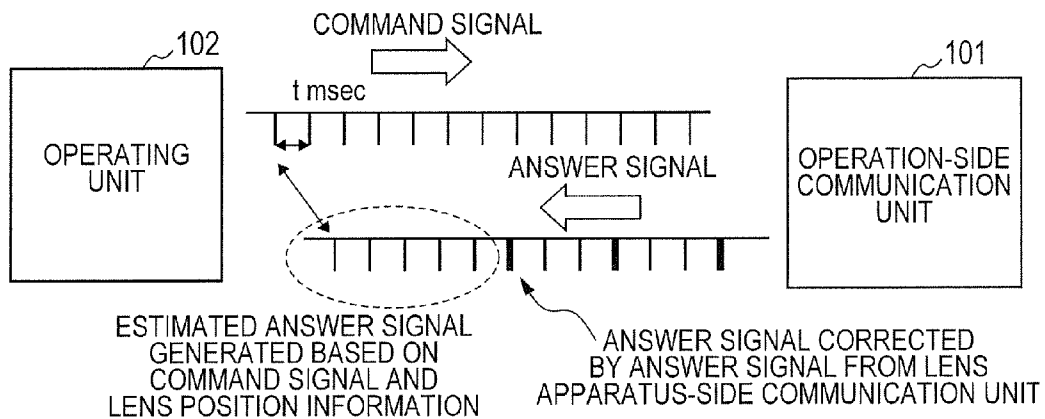 COMMAND SIGNAL
102
101
t msec
OPERATING
UNIT
ANSWER SIGNAL
OPERATION-SIDE
COMMUNICATION
UNIT
ESTIMATED ANSWER SIGNAL
GENERATED BASED ON
COMMAND SIGNAL AND
LENS POSITION INFORMATION
ANSWER SIGNAL CORRECTED
BY ANSWER SIGNAL FROM LENS
APPARATUS-SIDE COMMUNICATION UNIT